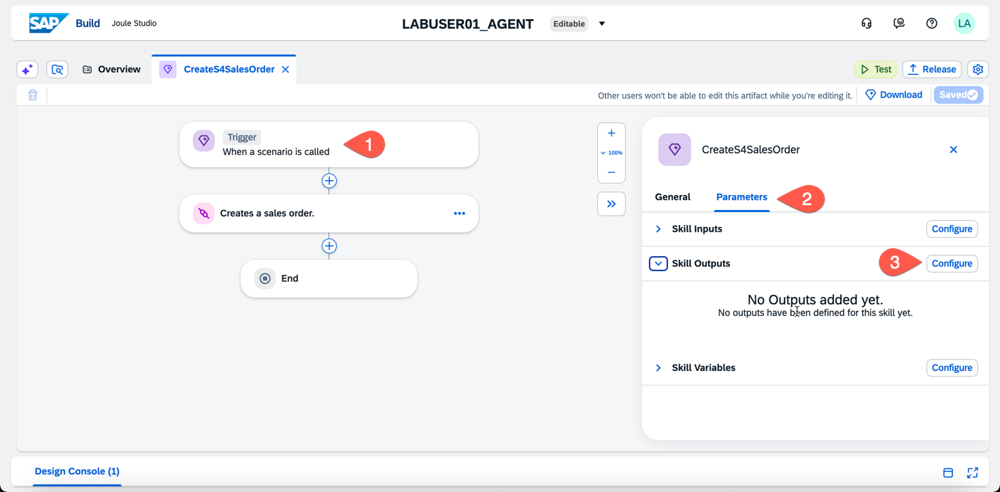 SAP Build Joule Studio
LABUSER01_AGENT Editable
LA
Overview
CreateS4SalesOrder
Test
Release
Other users won't be able to edit this artifact while you're editing it.
Download
Saved
Trigger
When a scenario is called
1
Creates a sales order.
End
100%
CreateS4SalesOrder
General
Parameters
2
Skill Inputs
Configure
Skill Outputs
3
Configure
No Outputs added yet.
No outputs have been defined for this skill yet.
Skill Variables
Configure
Design Console (1)